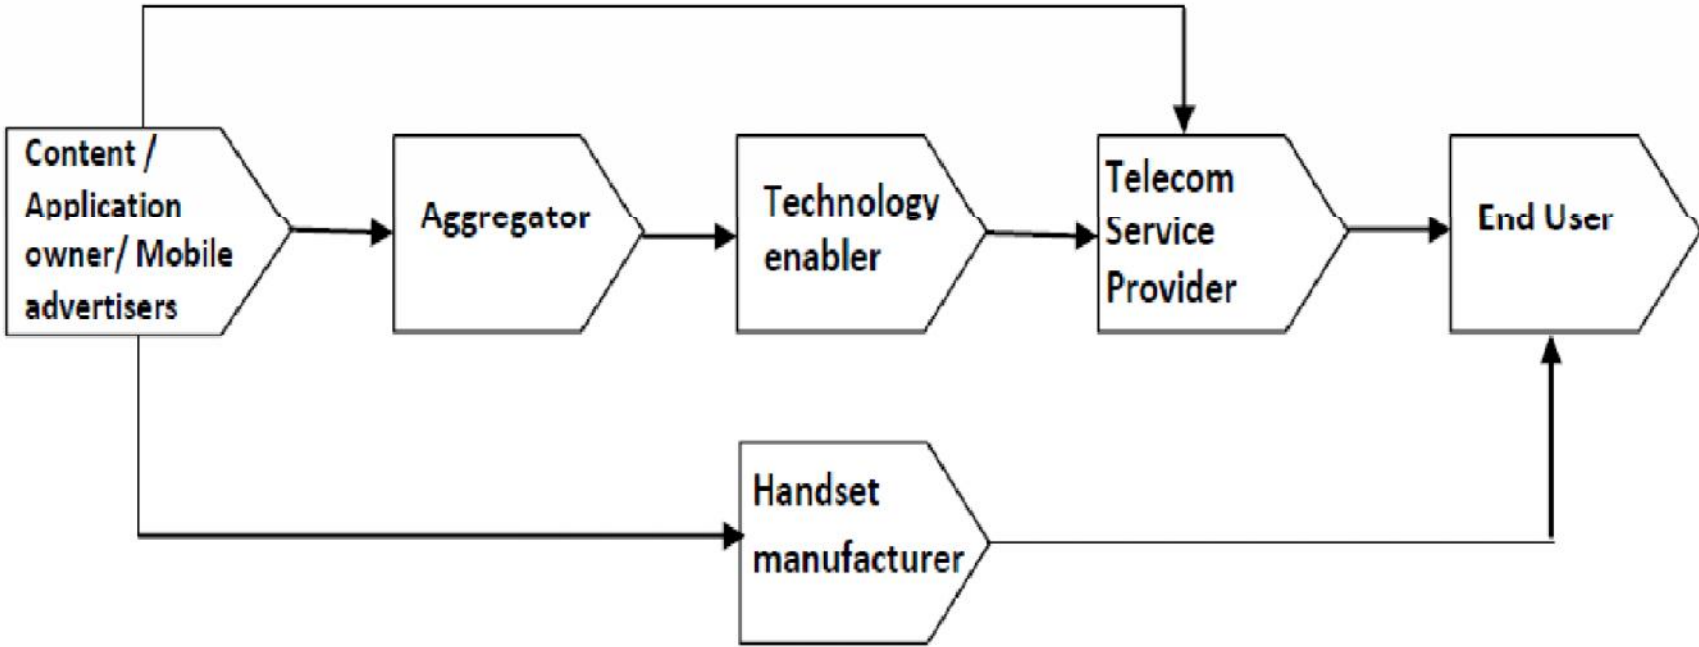 Content /
Application
owner/ Mobile
advertisers
Aggregator
Technology
enabler
Telecom
Service
Provider
End User
Handset
manufacturer